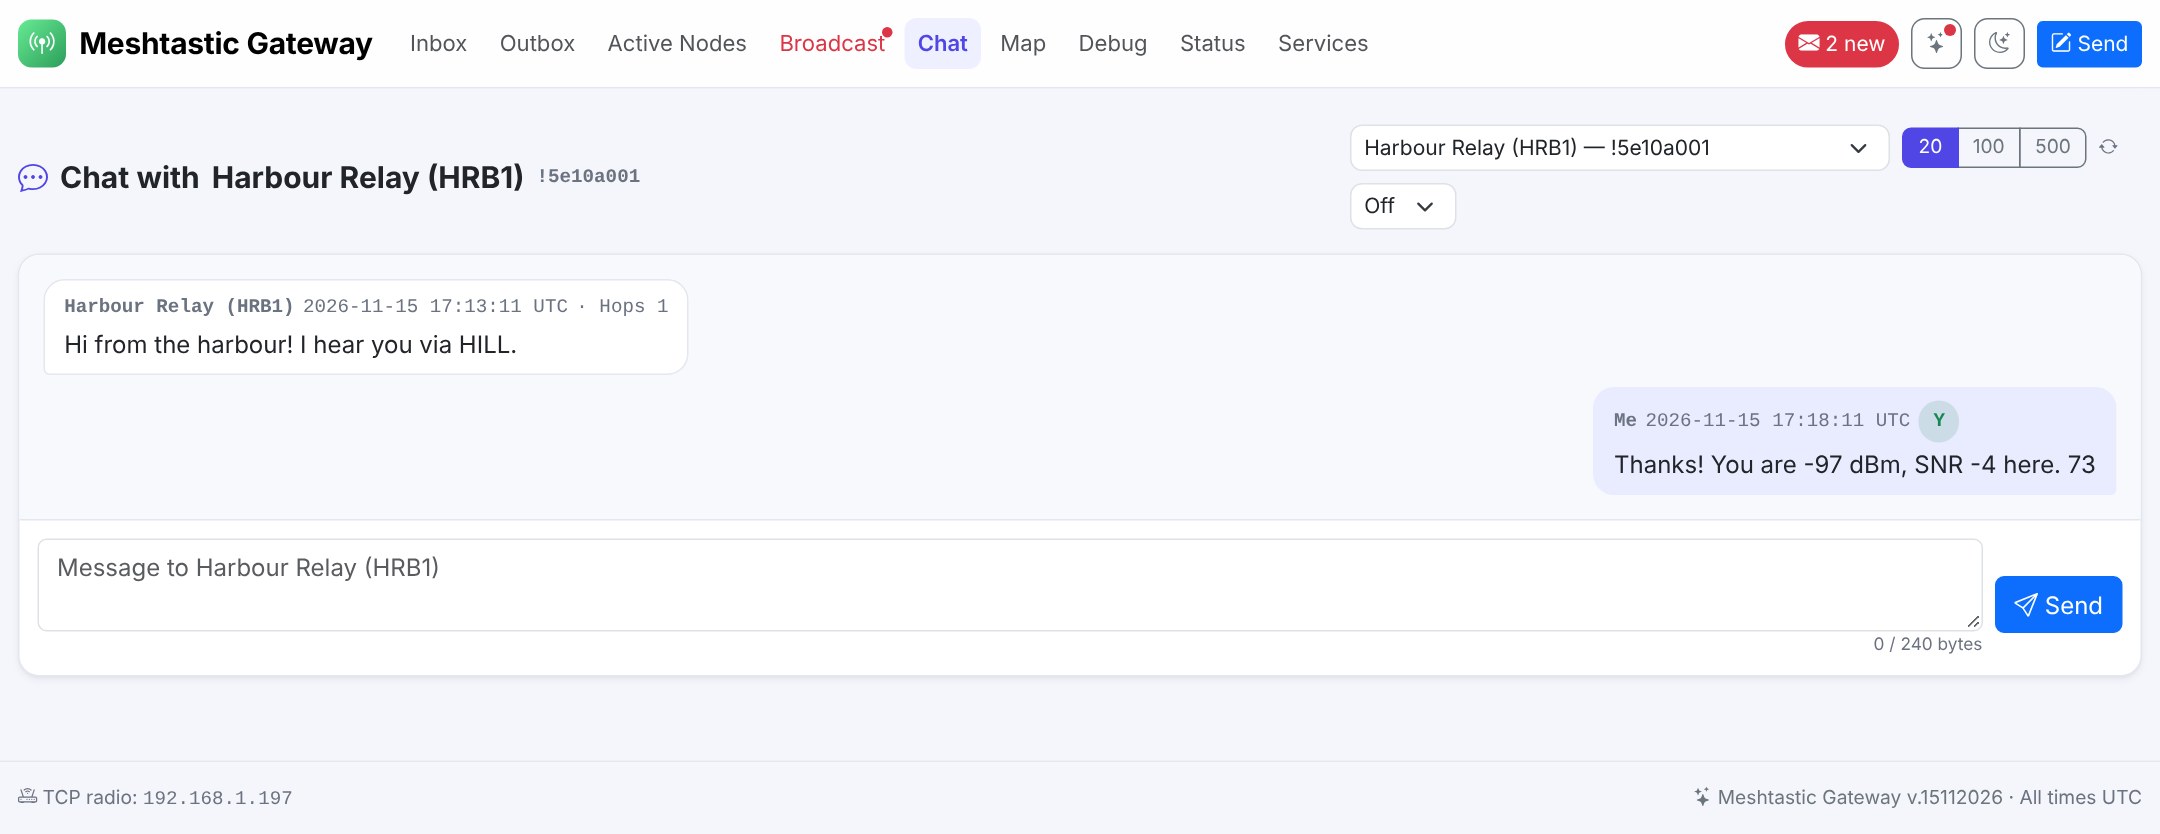 Meshtastic Gateway Inbox Outbox Active Nodes Broadcast Chat Map Debug Status Services 2 new Send
Chat with Harbour Relay (HRB1) !5e10a001
Harbour Relay (HRB1) — !5e10a001 20 100 500
Off
Harbour Relay (HRB1) 2026-11-15 17:13:11 UTC · Hops 1
Hi from the harbour! I hear you via HILL.
Me 2026-11-15 17:18:11 UTC Y
Thanks! You are -97 dBm, SNR -4 here. 73
Message to Harbour Relay (HRB1)
Send
0 / 240 bytes
TCP radio: 192.168.1.197
Meshtastic Gateway v.15112026 · All times UTC